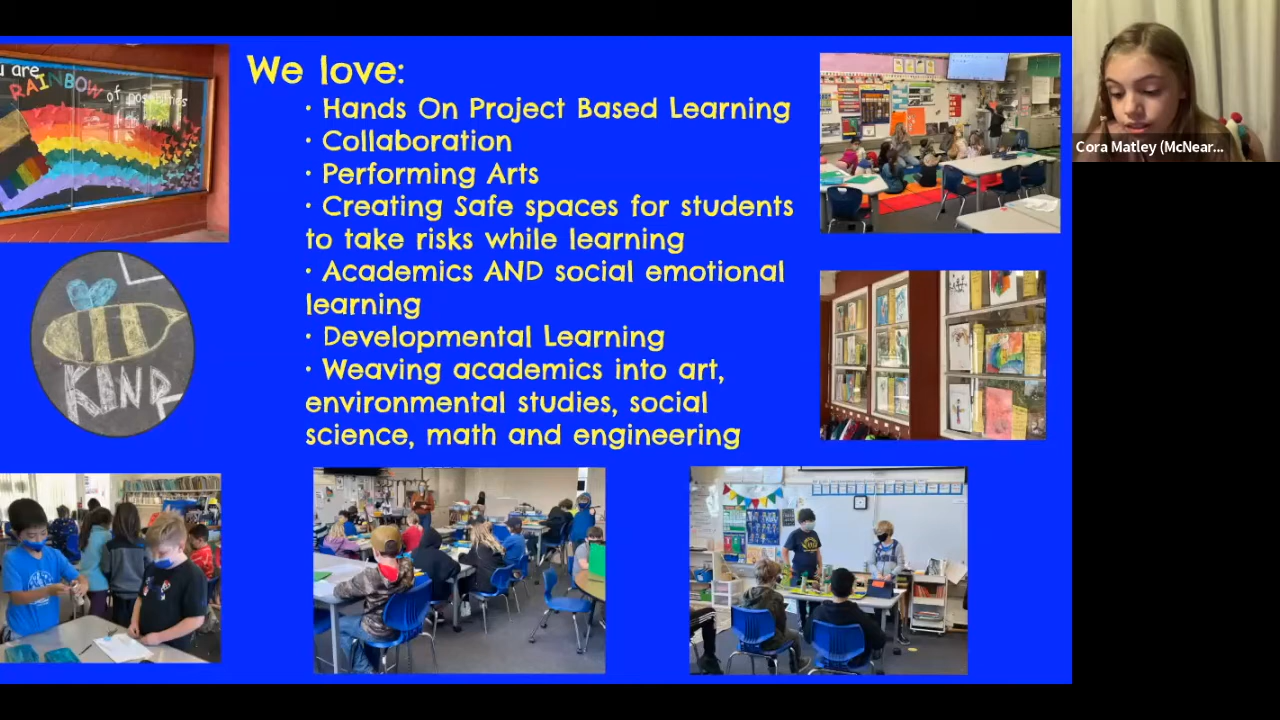 u are
RAINBOW
of possibilities
We love:
· Hands On Project Based Learning
· Collaboration
· Performing Arts
· Creating Safe spaces for students
to take risks while learning
· Academics AND social emotional
learning
· Developmental Learning
· Weaving academics into art,
environmental studies, social
science, math and engineering
KIND
Cora Matley (McNear...